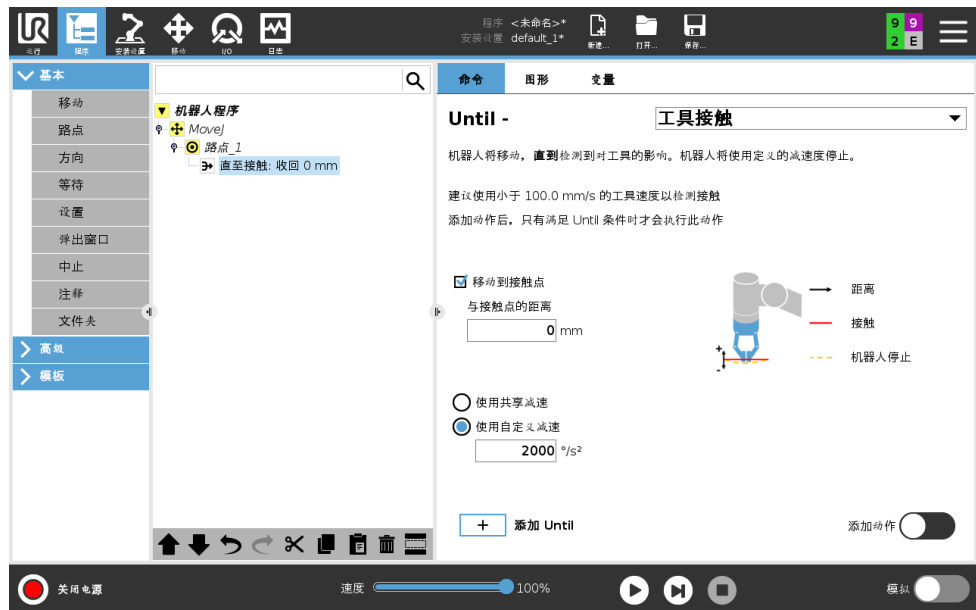 UR
运行
程序
安装设置
移动
I/O
日志
程序 <未命名>*
安装设置 default_1*
新建...
打开...
保存...
9 9
2 E
基本
移动
路点
方向
等待
设置
弹出窗口
中止
注释
文件夹
高级
模板
机器人程序
MoveJ
路点_1
直至接触: 收回 0 mm
命令
图形
变量
Until -
工具接触
机器人将移动，直到检测到对工具的影响。机器人将使用定义的减速度停止。
建议使用小于 100.0 mm/s 的工具速度以检测接触
添加动作后，只有满足 Until 条件时才会执行此动作
移动到接触点
与接触点的距离
0 mm
距离
接触
机器人停止
+
-
使用共享减速
使用自定义减速
2000 °/s²
+ 添加 Until
添加动作
关闭电源
速度
100%
模拟